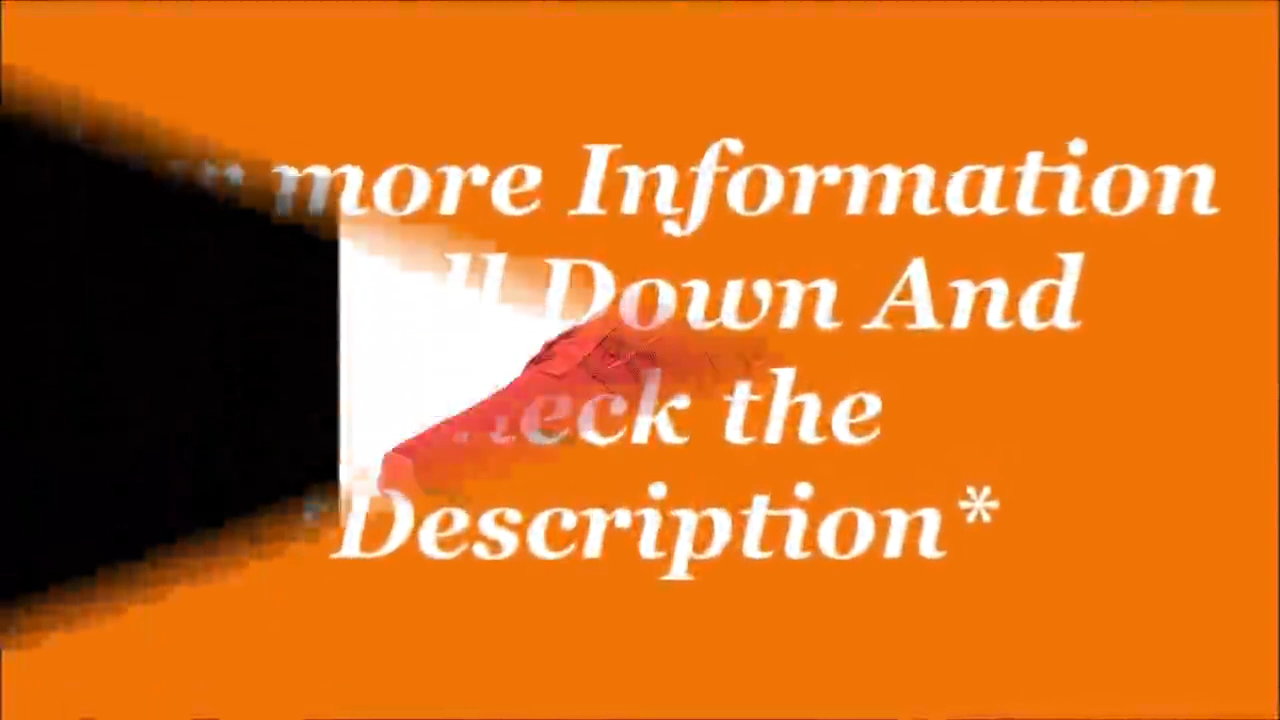 more Information
Down And
the
*Description*